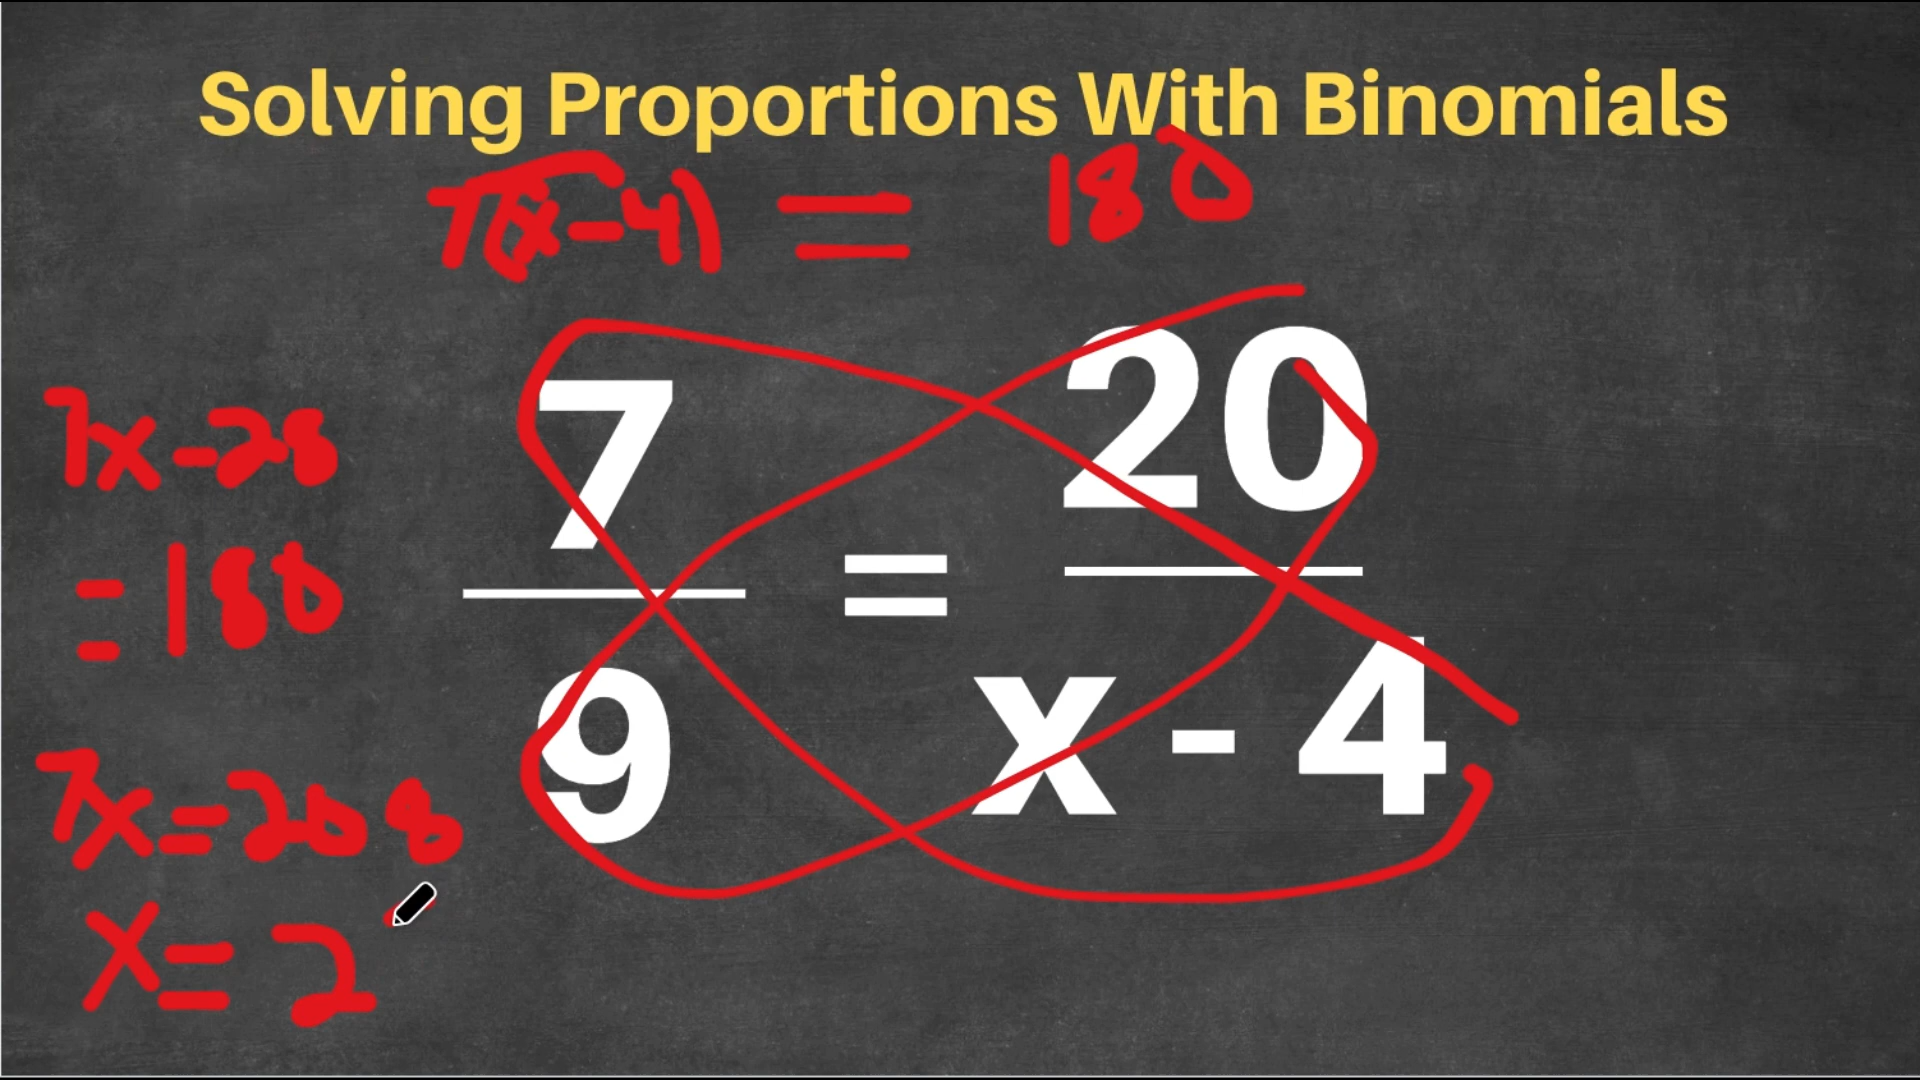 Solving Proportions With Binomials
7(x-4) = 180
7 = 20
9 x - 4
7x-28
= 180
7x=208
x= 2